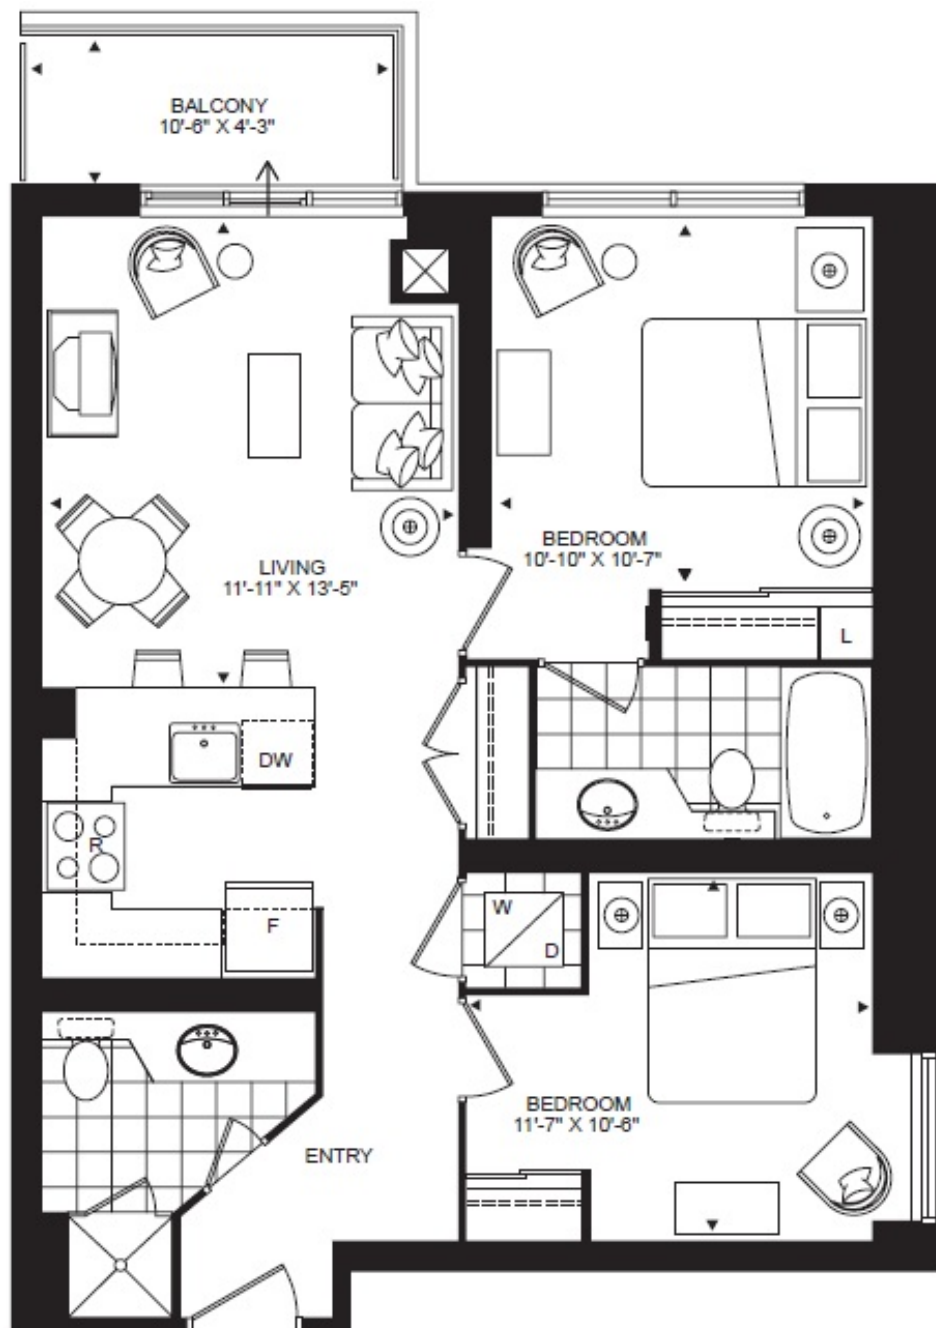 BALCONY
10'-6" X 4'-3"
BEDROOM
10'-10" X 10'-7"
LIVING
11'-11" X 13'-5"
L
DW
R
F
W
D
BEDROOM
11'-7" X 10'-6"
ENTRY